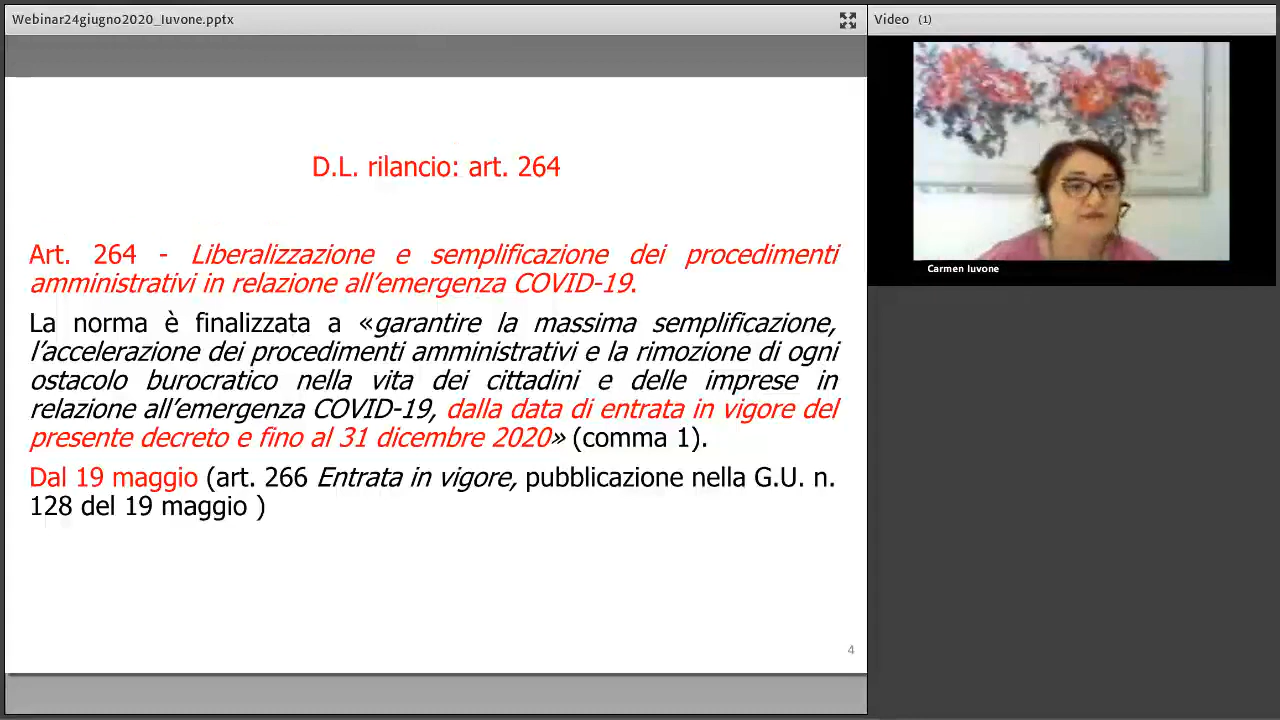 Webinar24giugno2020_Iuvone.pptx
Video (1)
Carmen Iuvone
D.L. rilancio: art. 264
Art. 264 - Liberalizzazione e semplificazione dei procedimenti
amministrativi in relazione all’emergenza COVID-19.
La norma è finalizzata a «garantire la massima semplificazione,
l’accelerazione dei procedimenti amministrativi e la rimozione di ogni
ostacolo burocratico nella vita dei cittadini e delle imprese in
relazione all’emergenza COVID-19, dalla data di entrata in vigore del
presente decreto e fino al 31 dicembre 2020» (comma 1).
Dal 19 maggio (art. 266 Entrata in vigore, pubblicazione nella G.U. n.
128 del 19 maggio )
4